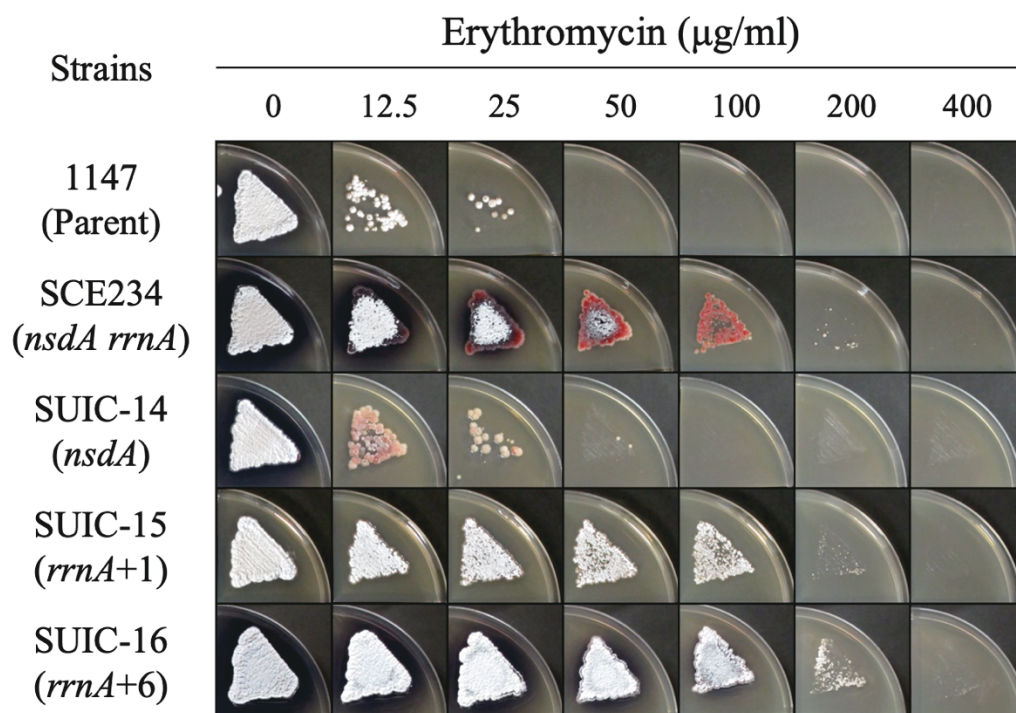 Erythromycin (µg/ml)
Strains
0 12.5 25 50 100 200 400
1147
(Parent)
SCE234
(nsdA rrnA)
SUIC-14
(nsdA)
SUIC-15
(rrnA+1)
SUIC-16
(rrnA+6)